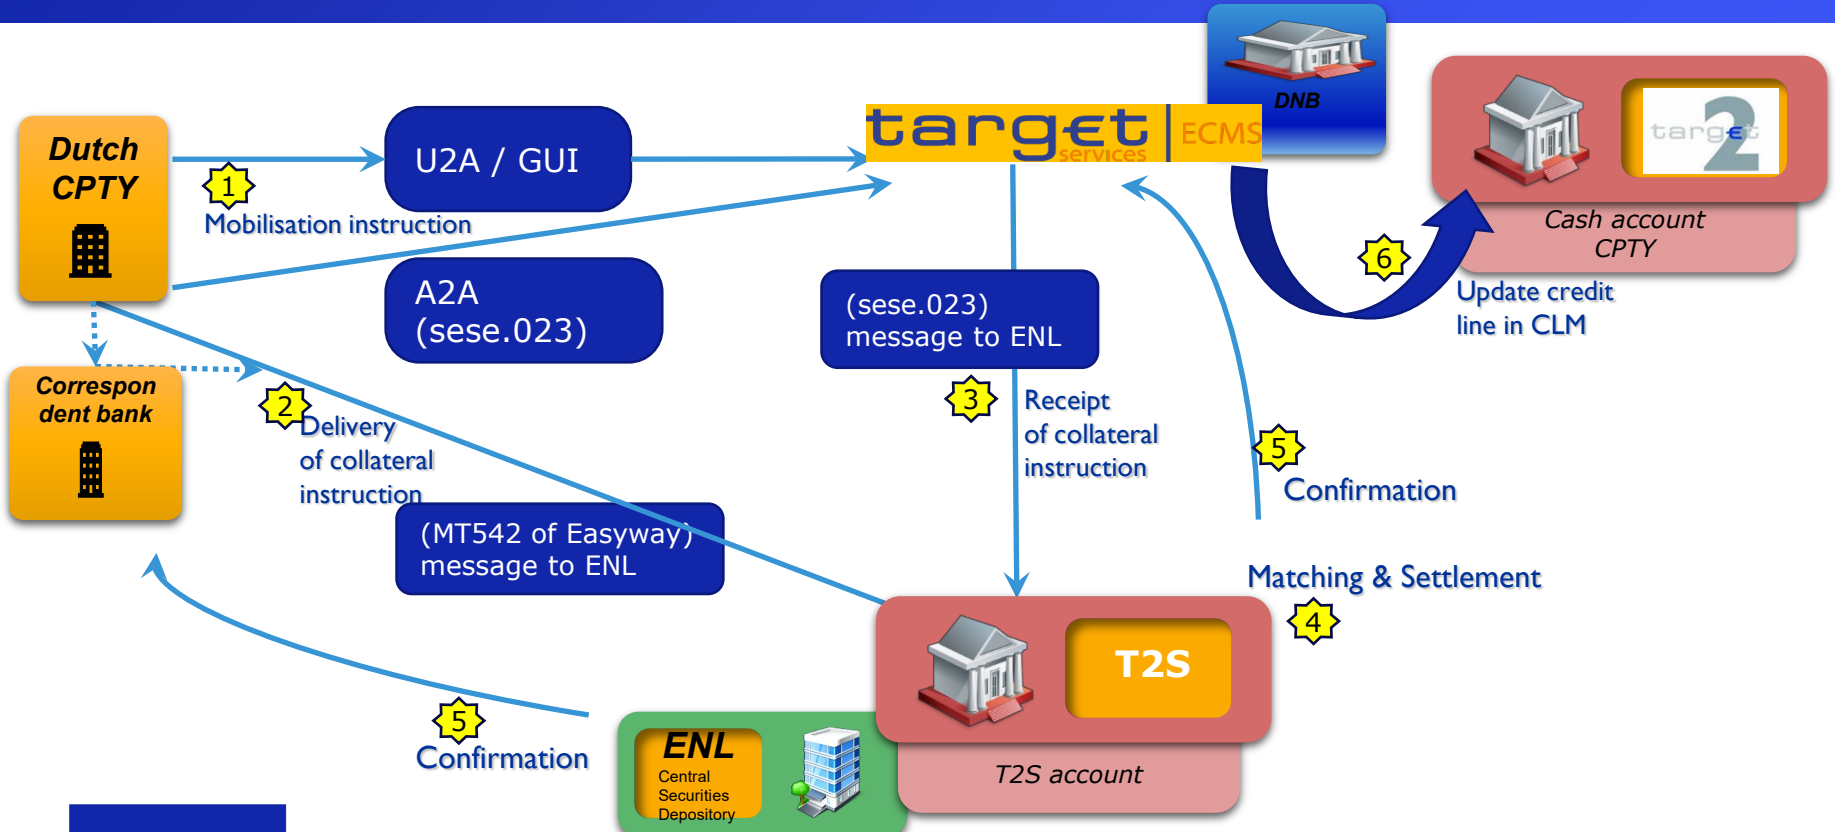 DNB
Dutch
CPTY
U2A / GUI
target
services
ECMS
target
2
1
Mobilisation instruction
Cash account
CPTY
6
A2A
(sese.023)
(sese.023)
message to ENL
Update credit
line in CLM
Correspon
dent bank
2
Delivery
of collateral
instruction
3
Receipt
of collateral
instruction
5
Confirmation
(MT542 of Easyway)
message to ENL
Matching & Settlement
4
T2S
5
Confirmation
ENL
Central
Securities
Depository
T2S account